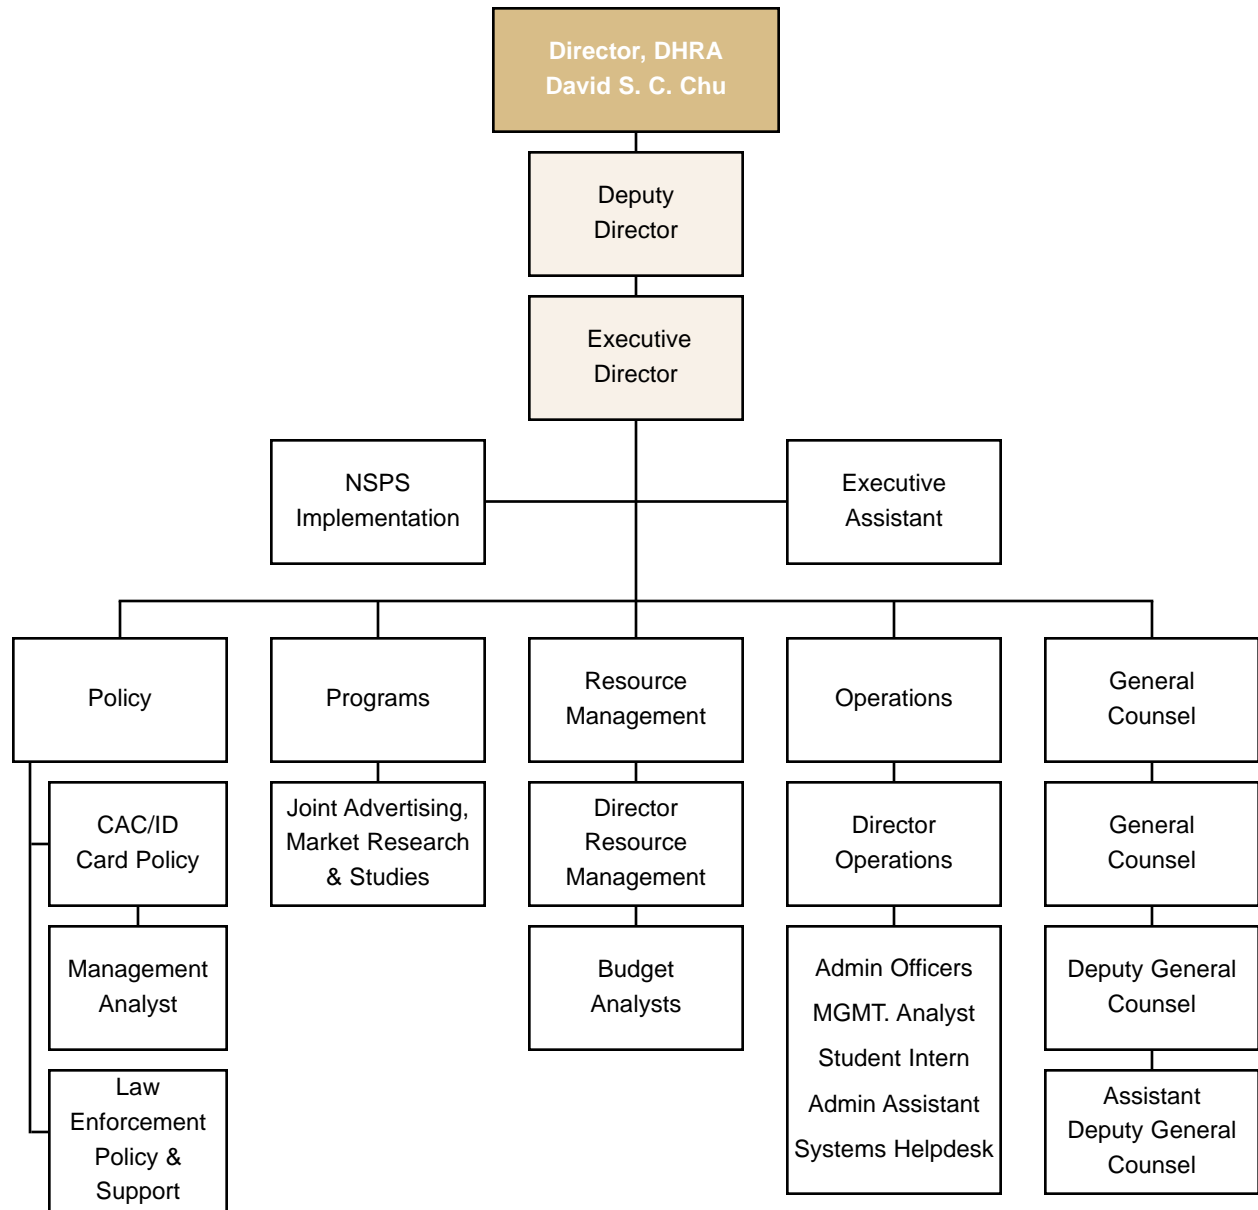 Director, DHRA
David S. C. Chu
Deputy
Director
Executive
Director
NSPS
Implementation
Executive
Assistant
Policy
Programs
Resource
Management
Operations
General
Counsel
CAC/ID
Card Policy
Joint Advertising,
Market Research
& Studies
Director
Resource
Management
Director
Operations
General
Counsel
Management
Analyst
Budget
Analysts
Admin Officers
MGMT. Analyst
Student Intern
Admin Assistant
Systems Helpdesk
Deputy General
Counsel
Law
Enforcement
Policy &
Support
Assistant
Deputy General
Counsel